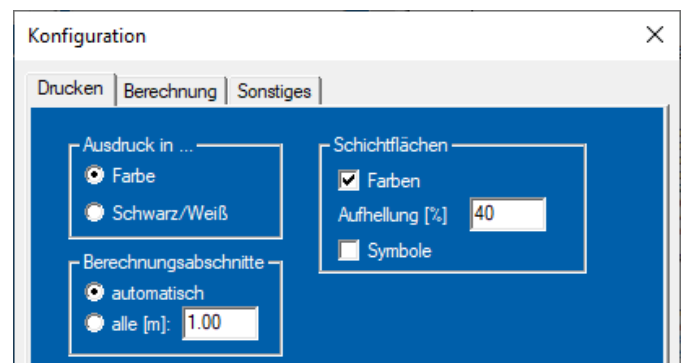 Konfiguration
Drucken Berechnung Sonstiges
Ausdruck in ...
Farbe
Schwarz/Weiß
Berechnungsabschnitte
automatisch
alle [m]: 1.00
Schichtflächen
Farben
Aufhellung [%] 40
Symbole